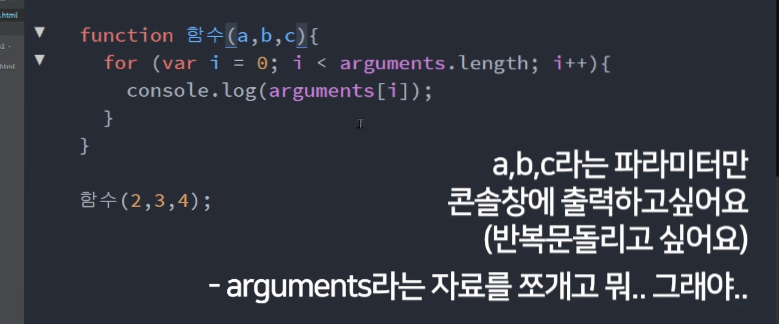 .html
function 함수(a,b,c){
for (var i = 0; i < arguments.length; i++){
console.log(arguments[i]);
}
}
함수(2,3,4);
a,b,c라는 파라미터만
콘솔창에 출력하고싶어요
(반복문돌리고 싶어요)
- arguments라는 자료를 쪼개고 뭐.. 그래야..